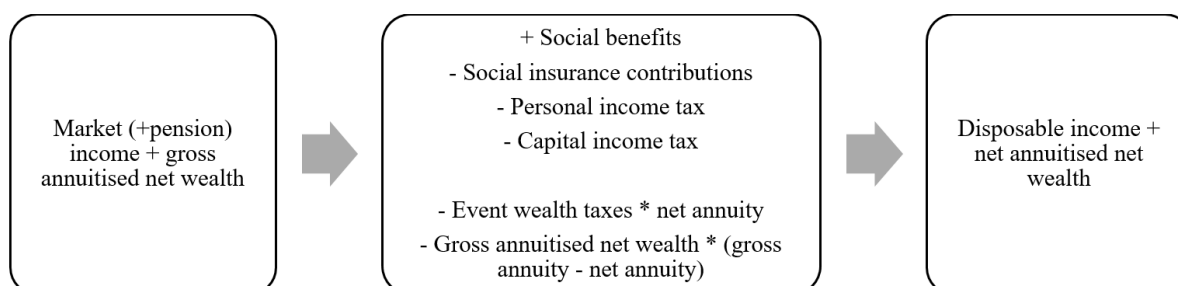 Market (+pension)
income + gross
annuitised net wealth
+ Social benefits
- Social insurance contributions
- Personal income tax
- Capital income tax
- Event wealth taxes * net annuity
- Gross annuitised net wealth * (gross
annuity - net annuity)
Disposable income +
net annuitised net
wealth